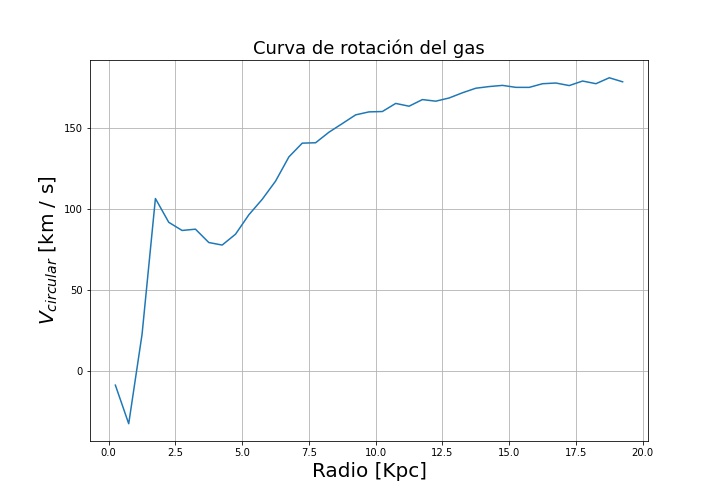 Curva de rotación del gas
V_circular [km / s]
150
100
50
0
0.0 2.5 5.0 7.5 10.0 12.5 15.0 17.5 20.0
Radio [Kpc]